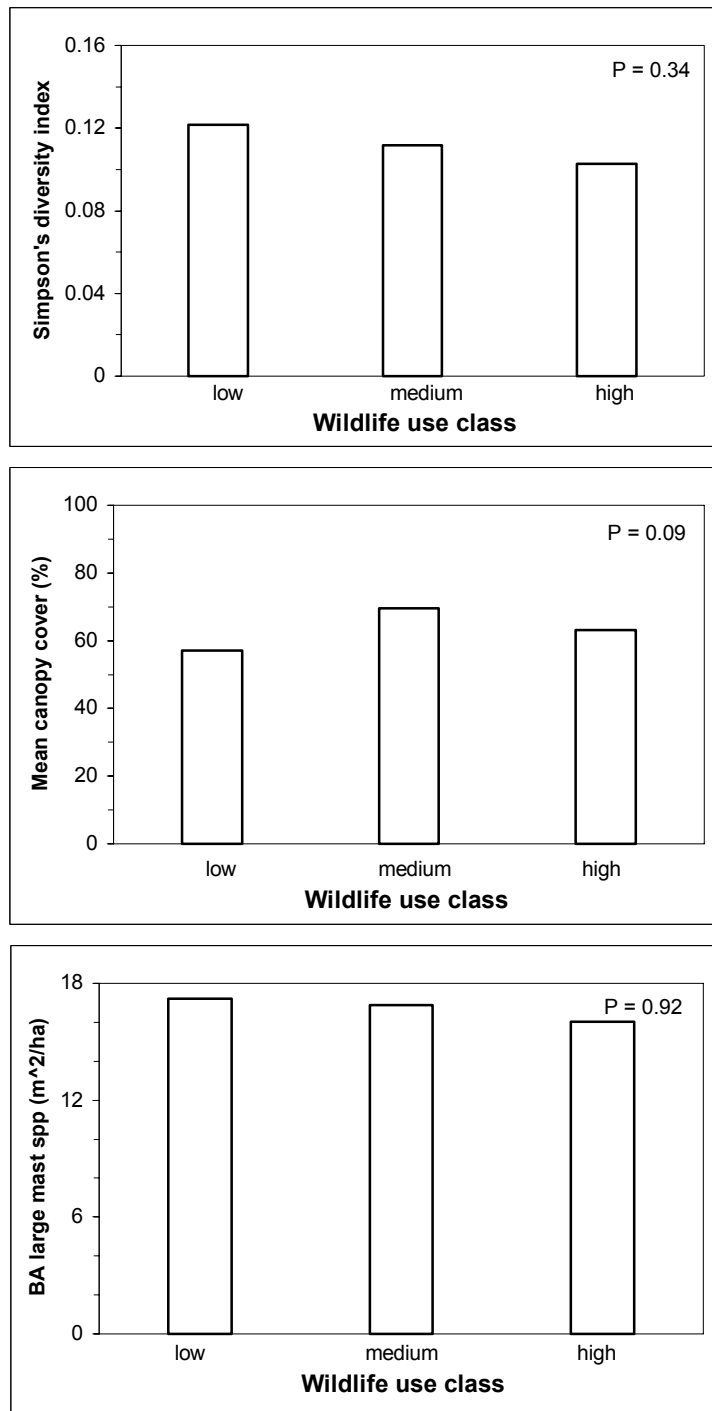 0.16
P = 0.34
0.12
0.08
0.04
0
Simpson's diversity index
low medium high
Wildlife use class
100
P = 0.09
80
60
40
20
0
Mean canopy cover (%)
low medium high
Wildlife use class
18
P = 0.92
12
6
0
BA large mast spp (m^2/ha)
low medium high
Wildlife use class